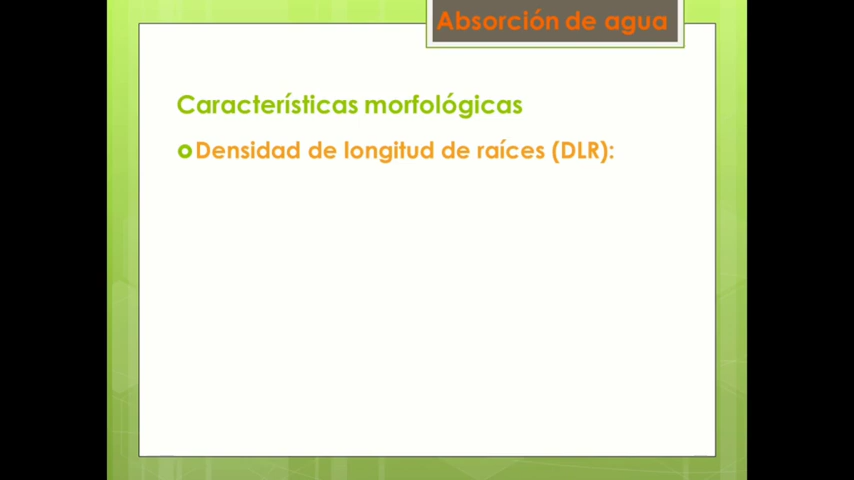 Absorción de agua
Características morfológicas
Densidad de longitud de raíces (DLR):